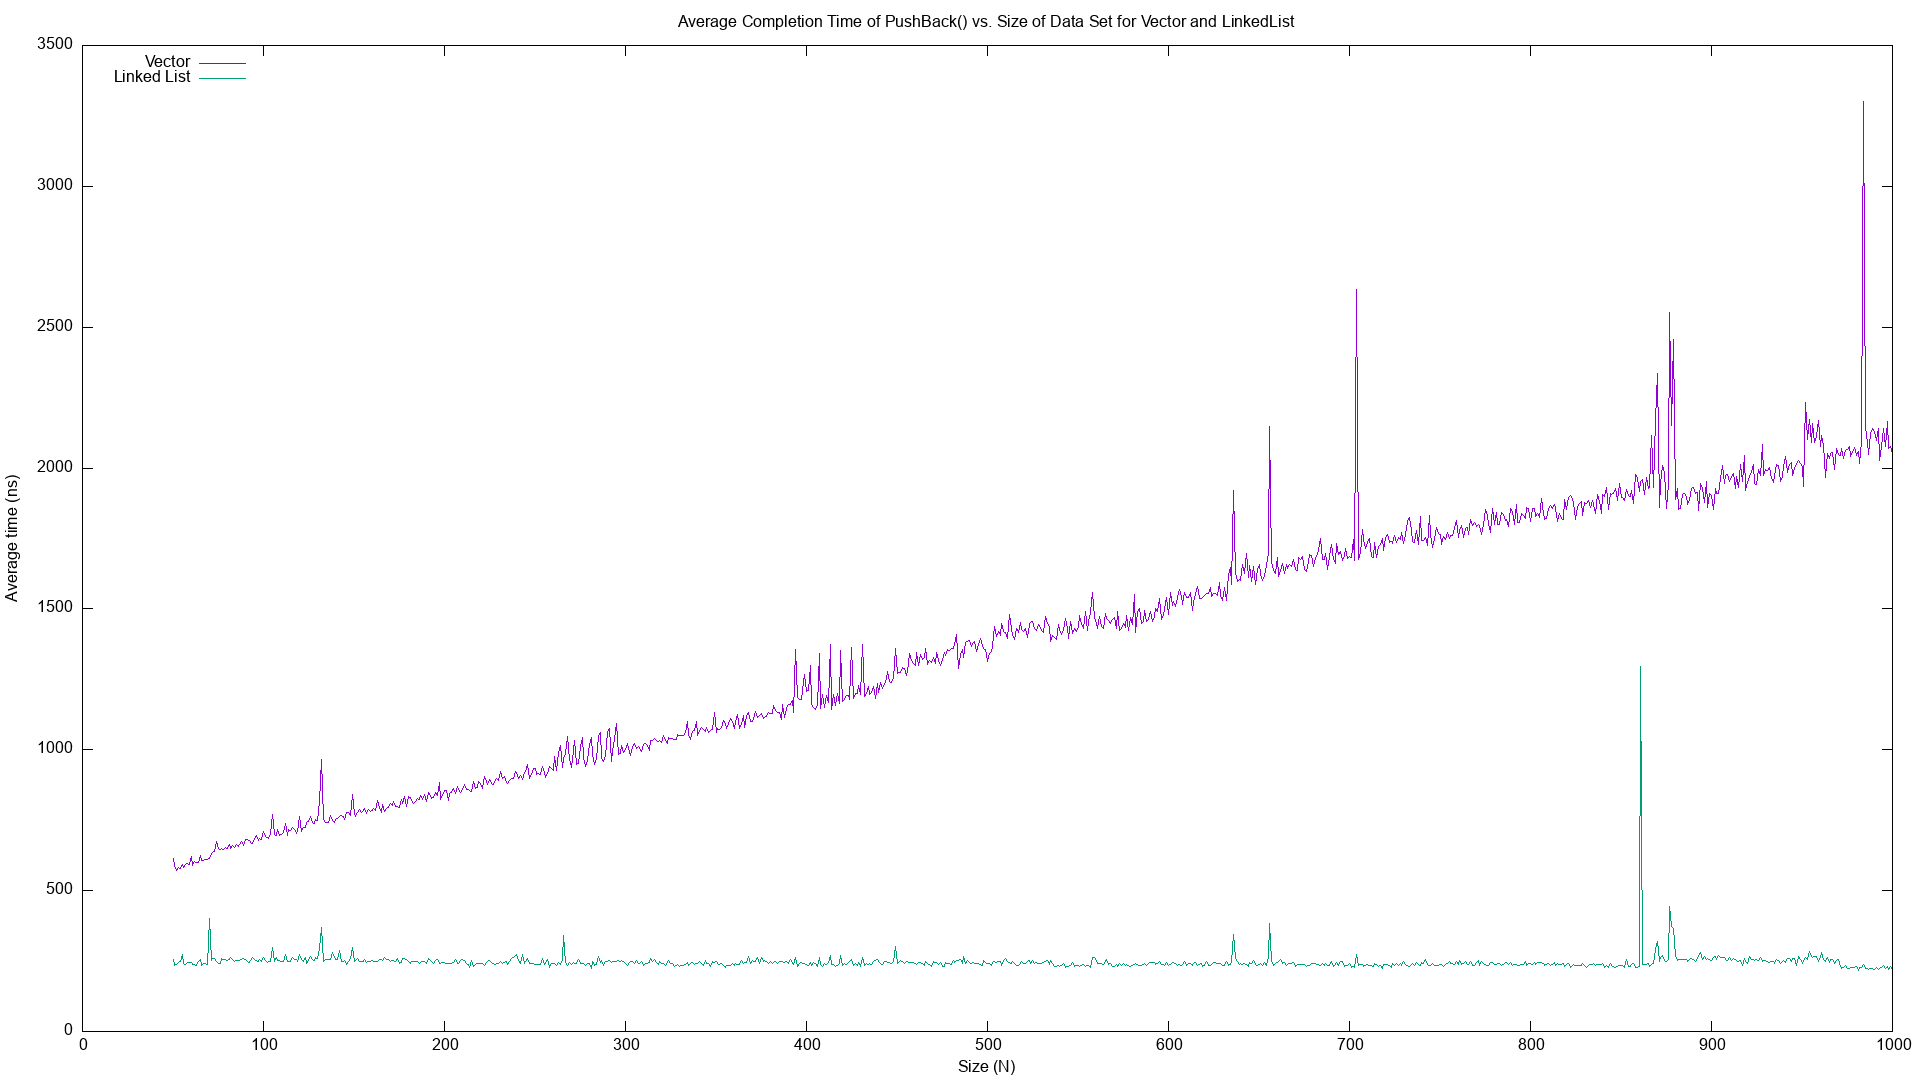 Average Completion Time of PushBack() vs. Size of Data Set for Vector and LinkedList
3500
3000
2500
2000
1500
1000
500
0
Vector
Linked List
Average time (ns)
0 100 200 300 400 500 600 700 800 900 1000
Size (N)